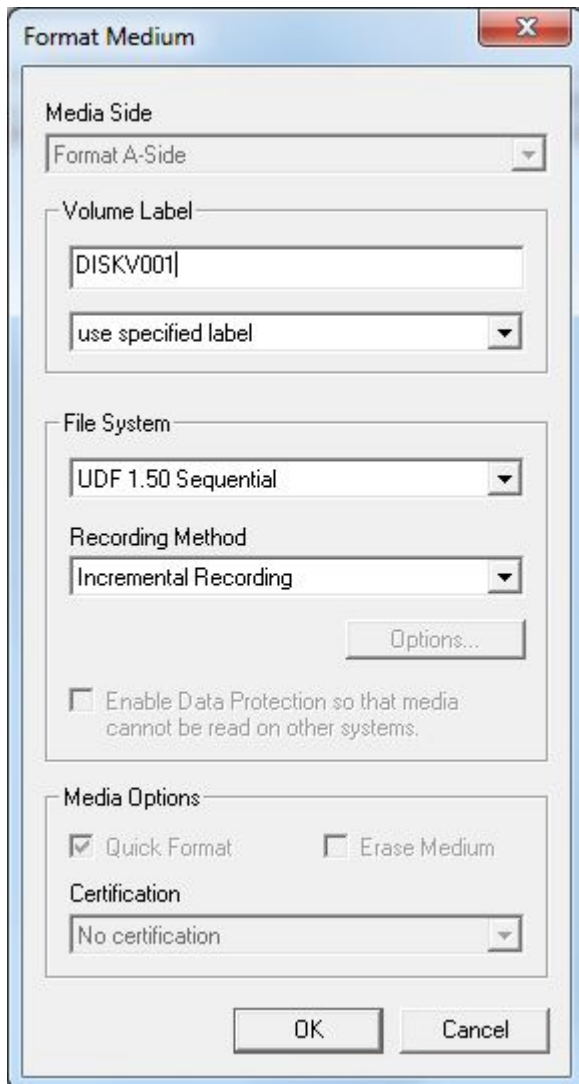 Format Medium
Media Side
Format A-Side
Volume Label
DISKV001
use specified label
File System
UDF 1.50 Sequential
Recording Method
Incremental Recording
Options...
Enable Data Protection so that media
cannot be read on other systems.
Media Options
Quick Format Erase Medium
Certification
No certification
OK Cancel